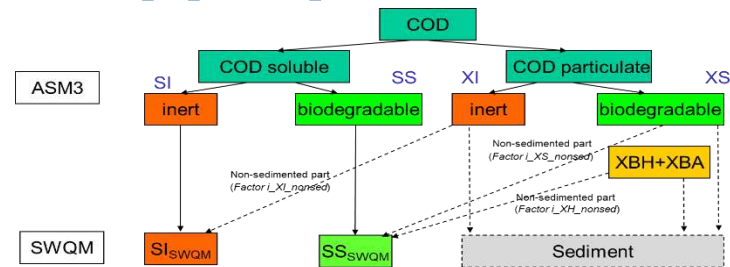 COD
COD soluble
COD particulate
SI
SS
XI
XS
ASM3
inert
biodegradable
inert
biodegradable
Non-sedimented part
(Factor i_XS_nonsed)
Non-sedimented part
(Factor i_XI_nonsed)
XBH+XBA
Non-sedimented part
(Factor i_XH_nonsed)
SWQM
SISWQM
SSSWQM
Sediment